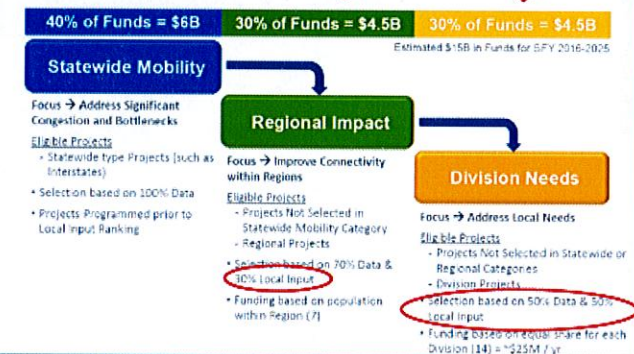 40% of Funds = $6B
30% of Funds = $4.5B
30% of Funds = $4.5B
Estimated $15B in Funds for SFY 2016-2025
Statewide Mobility
Focus → Address Significant
Congestion and Bottlenecks
Eligible Projects
- Statewide type Projects (such as
Interstates)
• Selection based on 100% Data
• Projects Programmed prior to
Local Input Ranking
Regional Impact
Focus → Improve Connectivity
within Regions
Eligible Projects
- Projects Not Selected in
Statewide Mobility Category
- Regional Projects
• Selection based on 70% Data &
30% Local Input
• Funding based on population
within Region (7)
Division Needs
Focus → Address Local Needs
Eligible Projects
- Projects Not Selected in Statewide or
Regional Categories
- Division Projects
• Selection based on 50% Data & 50%
Local Input
• Funding based on equal share for each
Division (14) = ~$25M / yr